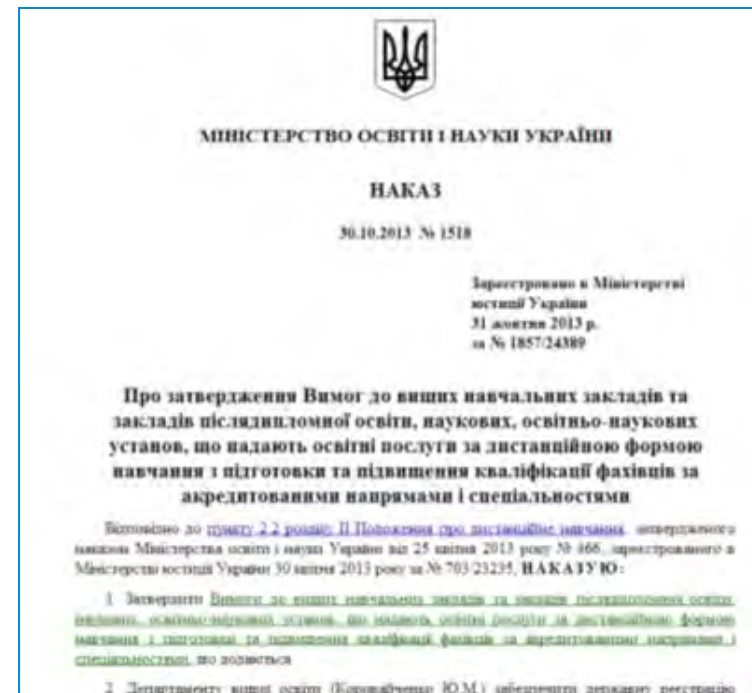 МІНІСТЕРСТВО ОСВІТИ І НАУКИ УКРАЇНИ
НАКАЗ
30.10.2013 № 1518
Зареєстровано в Міністерстві
юстиції України
31 жовтня 2013 р.
за № 1857/24389
Про затвердження Вимог до вищих навчальних закладів та
закладів післядипломної освіти, наукових, освітньо-наукових
установ, що надають освітні послуги за дистанційною формою
навчання з підготовки та підвищення кваліфікації фахівців за
акредитованими напрямами і спеціальностями
Відповідно до пункту 2.2 розділу II Положення про дистанційне навчання, затвердженого
наказом Міністерства освіти і науки України від 25 квітня 2013 року № 466, зареєстрованого в
Міністерстві юстиції України 30 квітня 2013 року за № 703/23235, НАКАЗУЮ:
1. Затвердити Вимоги до вищих навчальних закладів та закладів післядипломної освіти,
наукових, освітньо-наукових установ, що надають освітні послуги за дистанційною формою
навчання з підготовки та підвищення кваліфікації фахівців за акредитованими напрямами і
спеціальностями, що додаються.
2. Департаменту вищої освіти (Коровайченко Ю.М.) забезпечити державну реєстрацію